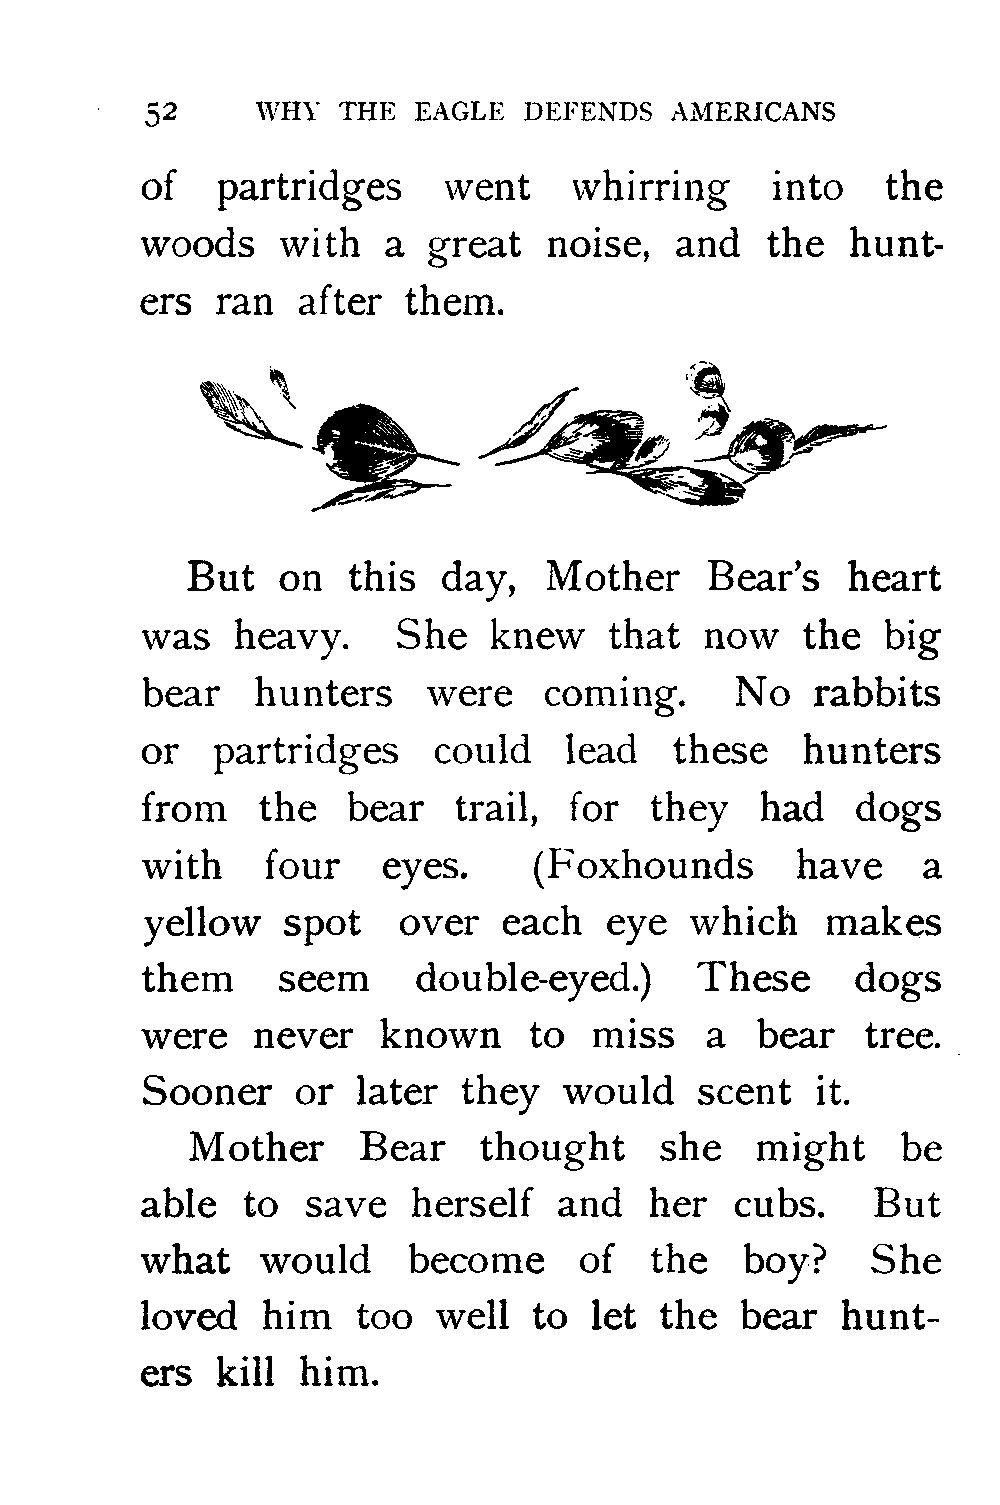 52 WHY THE EAGLE DEFENDS AMERICANS
of partridges went whirring into the
woods with a great noise, and the hunt-
ers ran after them.
But on this day, Mother Bear's heart
was heavy. She knew that now the big
bear hunters were coming. No rabbits
or partridges could lead these hunters
from the bear trail, for they had dogs
with four eyes. (Foxhounds have a
yellow spot over each eye which makes
them seem double-eyed.) These dogs
were never known to miss a bear tree.
Sooner or later they would scent it.
Mother Bear thought she might be
able to save herself and her cubs. But
what would become of the boy? She
loved him too well to let the bear hunt-
ers kill him.